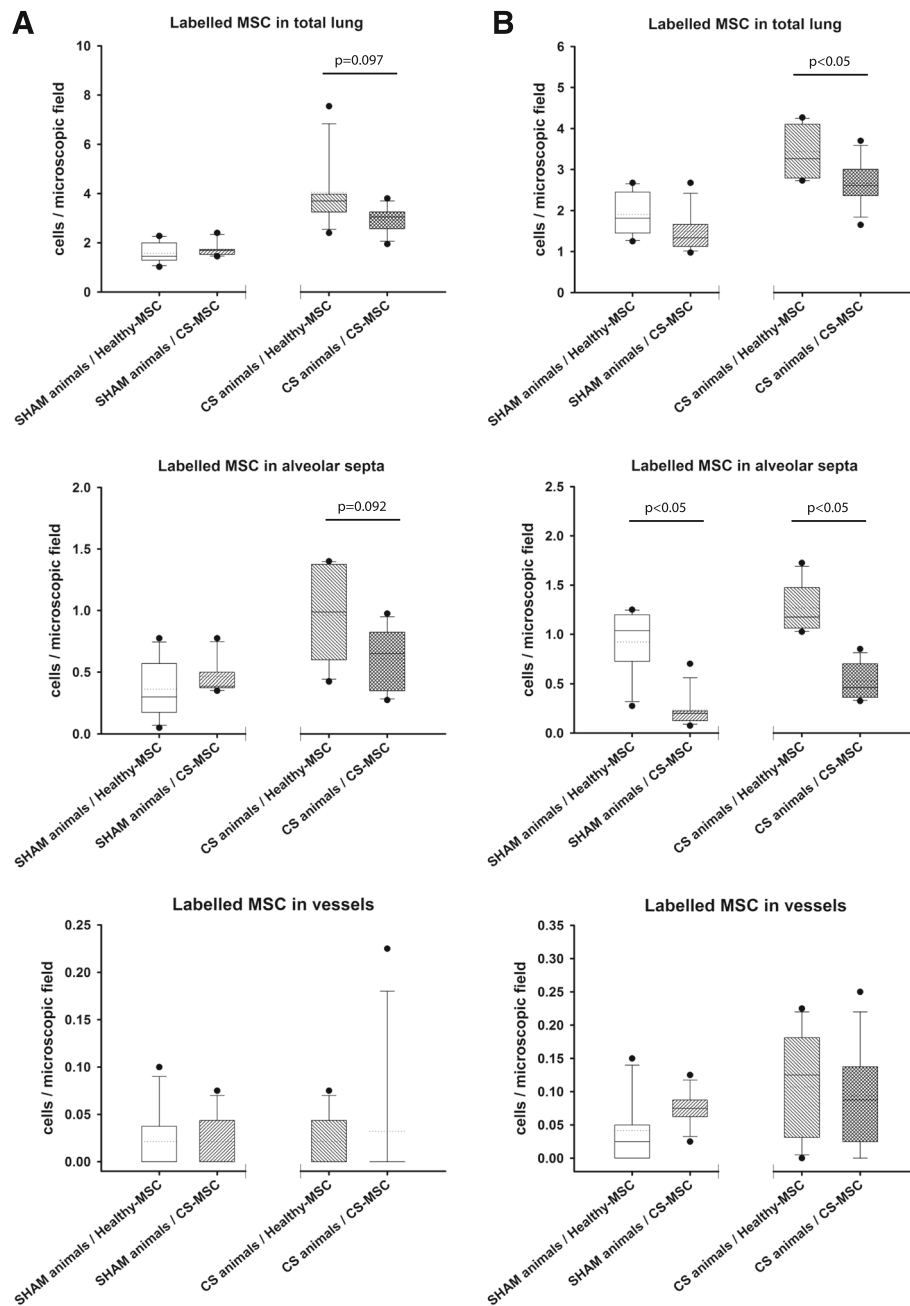 A
B
Labelled MSC in total lung
cells / microscopic field
10
8
6
4
2
0
p=0.097
SHAM animals / Healthy-MSC
SHAM animals / CS-MSC
CS animals / Healthy-MSC
CS animals / CS-MSC
Labelled MSC in total lung
cells / microscopic field
6
5
4
3
2
1
0
p<0.05
SHAM animals / Healthy-MSC
SHAM animals / CS-MSC
CS animals / Healthy-MSC
CS animals / CS-MSC
Labelled MSC in alveolar septa
cells / microscopic field
2.0
1.5
1.0
0.5
0.0
p=0.092
SHAM animals / Healthy-MSC
SHAM animals / CS-MSC
CS animals / Healthy-MSC
CS animals / CS-MSC
Labelled MSC in alveolar septa
cells / microscopic field
2.5
2.0
1.5
1.0
0.5
0.0
p<0.05
p<0.05
SHAM animals / Healthy-MSC
SHAM animals / CS-MSC
CS animals / Healthy-MSC
CS animals / CS-MSC
Labelled MSC in vessels
cells / microscopic field
0.25
0.20
0.15
0.10
0.05
0.00
SHAM animals / Healthy-MSC
SHAM animals / CS-MSC
CS animals / Healthy-MSC
CS animals / CS-MSC
Labelled MSC in vessels
cells / microscopic field
0.35
0.30
0.25
0.20
0.15
0.10
0.05
0.00
SHAM animals / Healthy-MSC
SHAM animals / CS-MSC
CS animals / Healthy-MSC
CS animals / CS-MSC